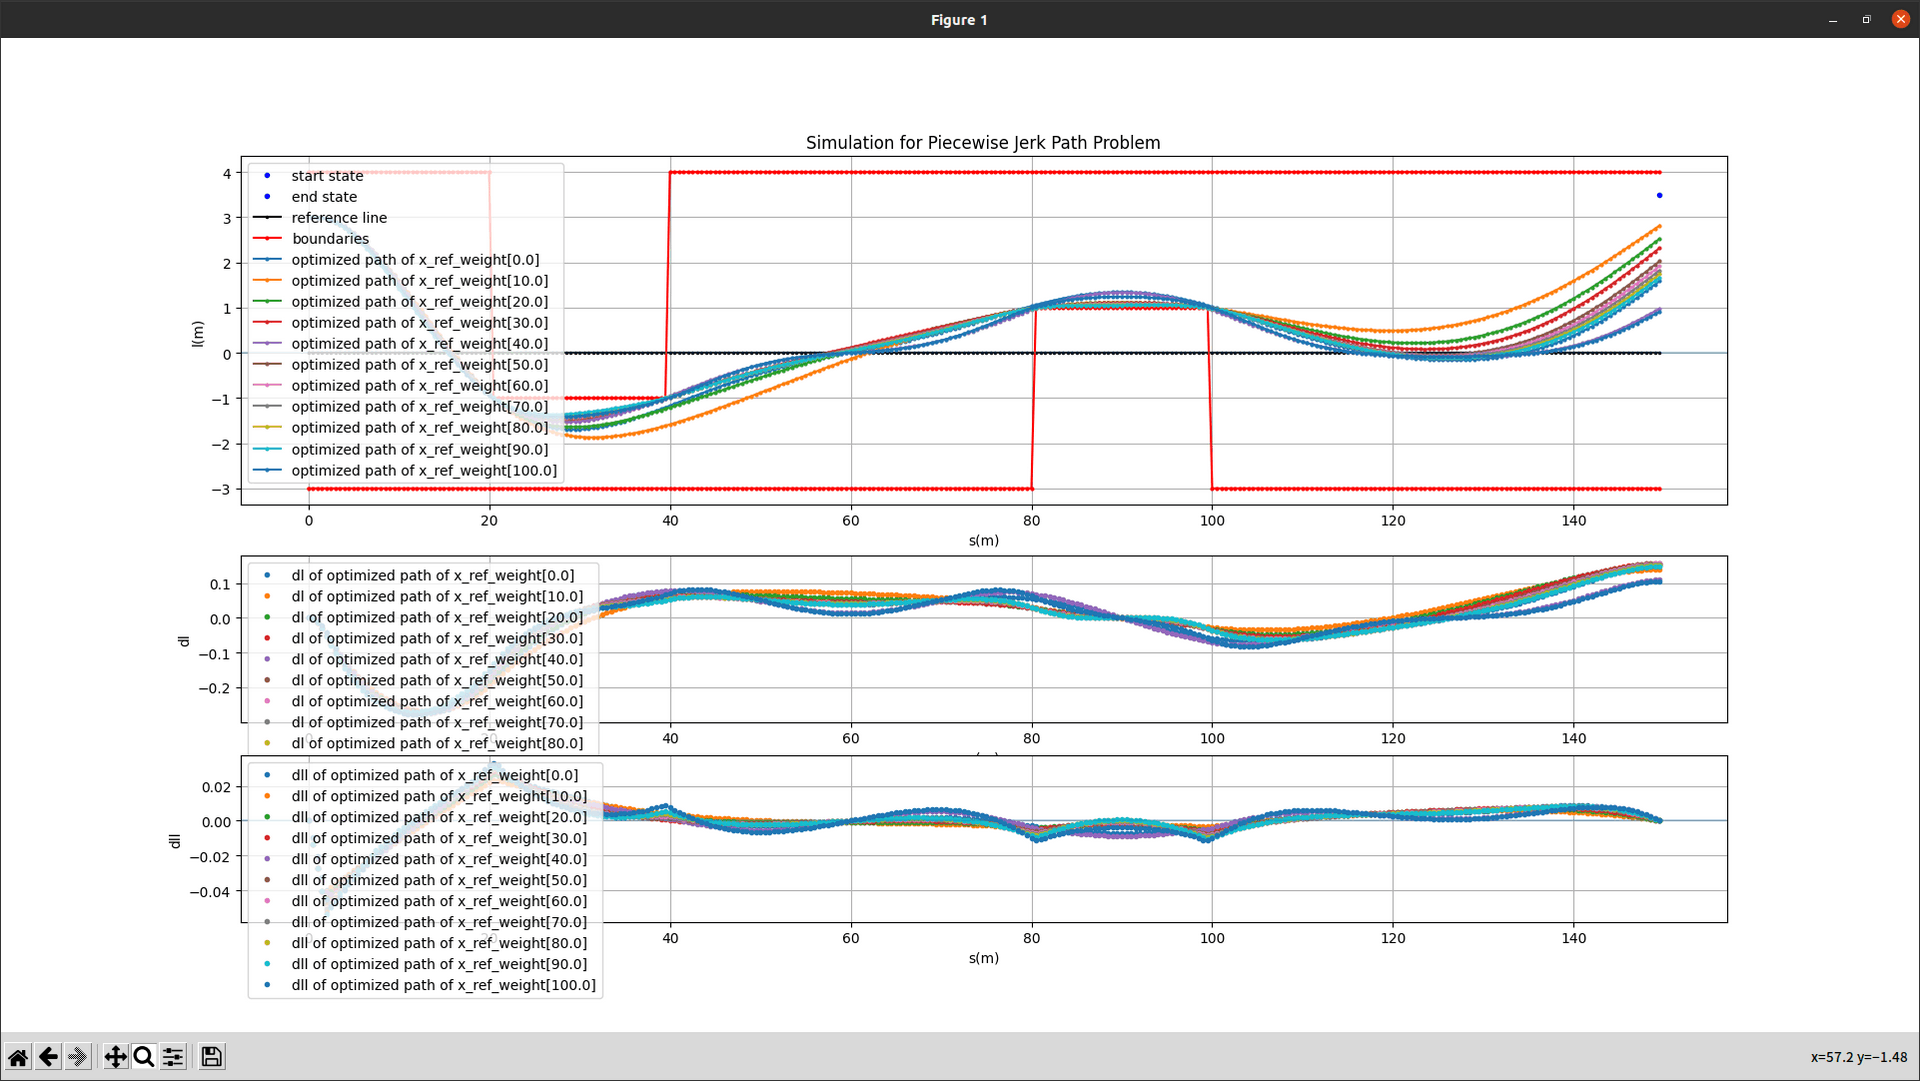 Figure 1
Simulation for Piecewise Jerk Path Problem
l(m)
4
3
2
1
0
−1
−2
−3
start state
end state
reference line
boundaries
optimized path of x_ref_weight[0.0]
optimized path of x_ref_weight[10.0]
optimized path of x_ref_weight[20.0]
optimized path of x_ref_weight[30.0]
optimized path of x_ref_weight[40.0]
optimized path of x_ref_weight[50.0]
optimized path of x_ref_weight[60.0]
optimized path of x_ref_weight[70.0]
optimized path of x_ref_weight[80.0]
optimized path of x_ref_weight[90.0]
optimized path of x_ref_weight[100.0]
0 20 40 60 80 100 120 140
s(m)
dl
0.1
0.0
−0.1
−0.2
dl of optimized path of x_ref_weight[0.0]
dl of optimized path of x_ref_weight[10.0]
dl of optimized path of x_ref_weight[20.0]
dl of optimized path of x_ref_weight[30.0]
dl of optimized path of x_ref_weight[40.0]
dl of optimized path of x_ref_weight[50.0]
dl of optimized path of x_ref_weight[60.0]
dl of optimized path of x_ref_weight[70.0]
dl of optimized path of x_ref_weight[80.0]
0 20 40 60 80 100 120 140
dll
0.02
0.00
−0.02
−0.04
dll of optimized path of x_ref_weight[0.0]
dll of optimized path of x_ref_weight[10.0]
dll of optimized path of x_ref_weight[20.0]
dll of optimized path of x_ref_weight[30.0]
dll of optimized path of x_ref_weight[40.0]
dll of optimized path of x_ref_weight[50.0]
dll of optimized path of x_ref_weight[60.0]
dll of optimized path of x_ref_weight[70.0]
dll of optimized path of x_ref_weight[80.0]
dll of optimized path of x_ref_weight[90.0]
dll of optimized path of x_ref_weight[100.0]
0 20 40 60 80 100 120 140
s(m)
x=57.2 y=−1.48